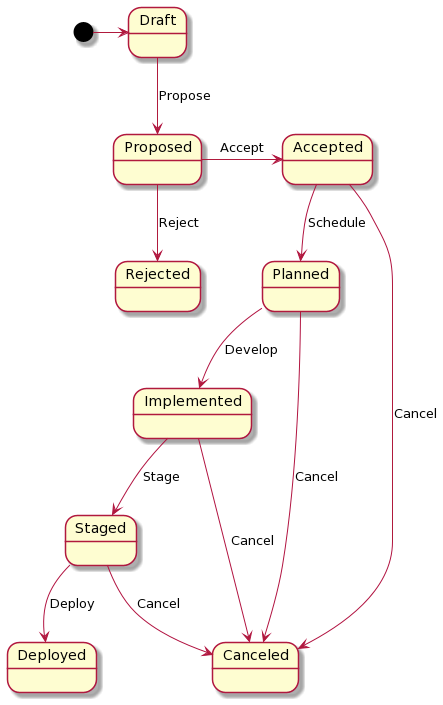 Draft
Propose
Proposed
Accept
Accepted
Reject
Schedule
Rejected
Planned
Develop
Implemented
Cancel
Stage
Cancel
Staged
Cancel
Deploy
Cancel
Deployed
Canceled